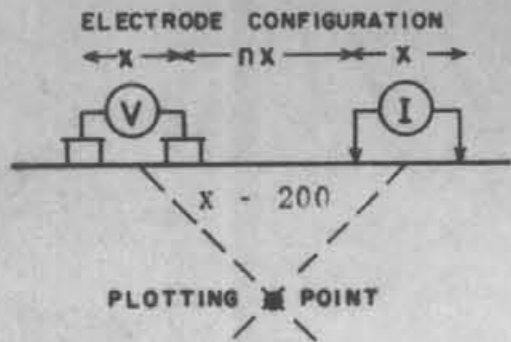 ELECTRODE CONFIGURATION
x nx x
V I
x - 200
PLOTTING POINT